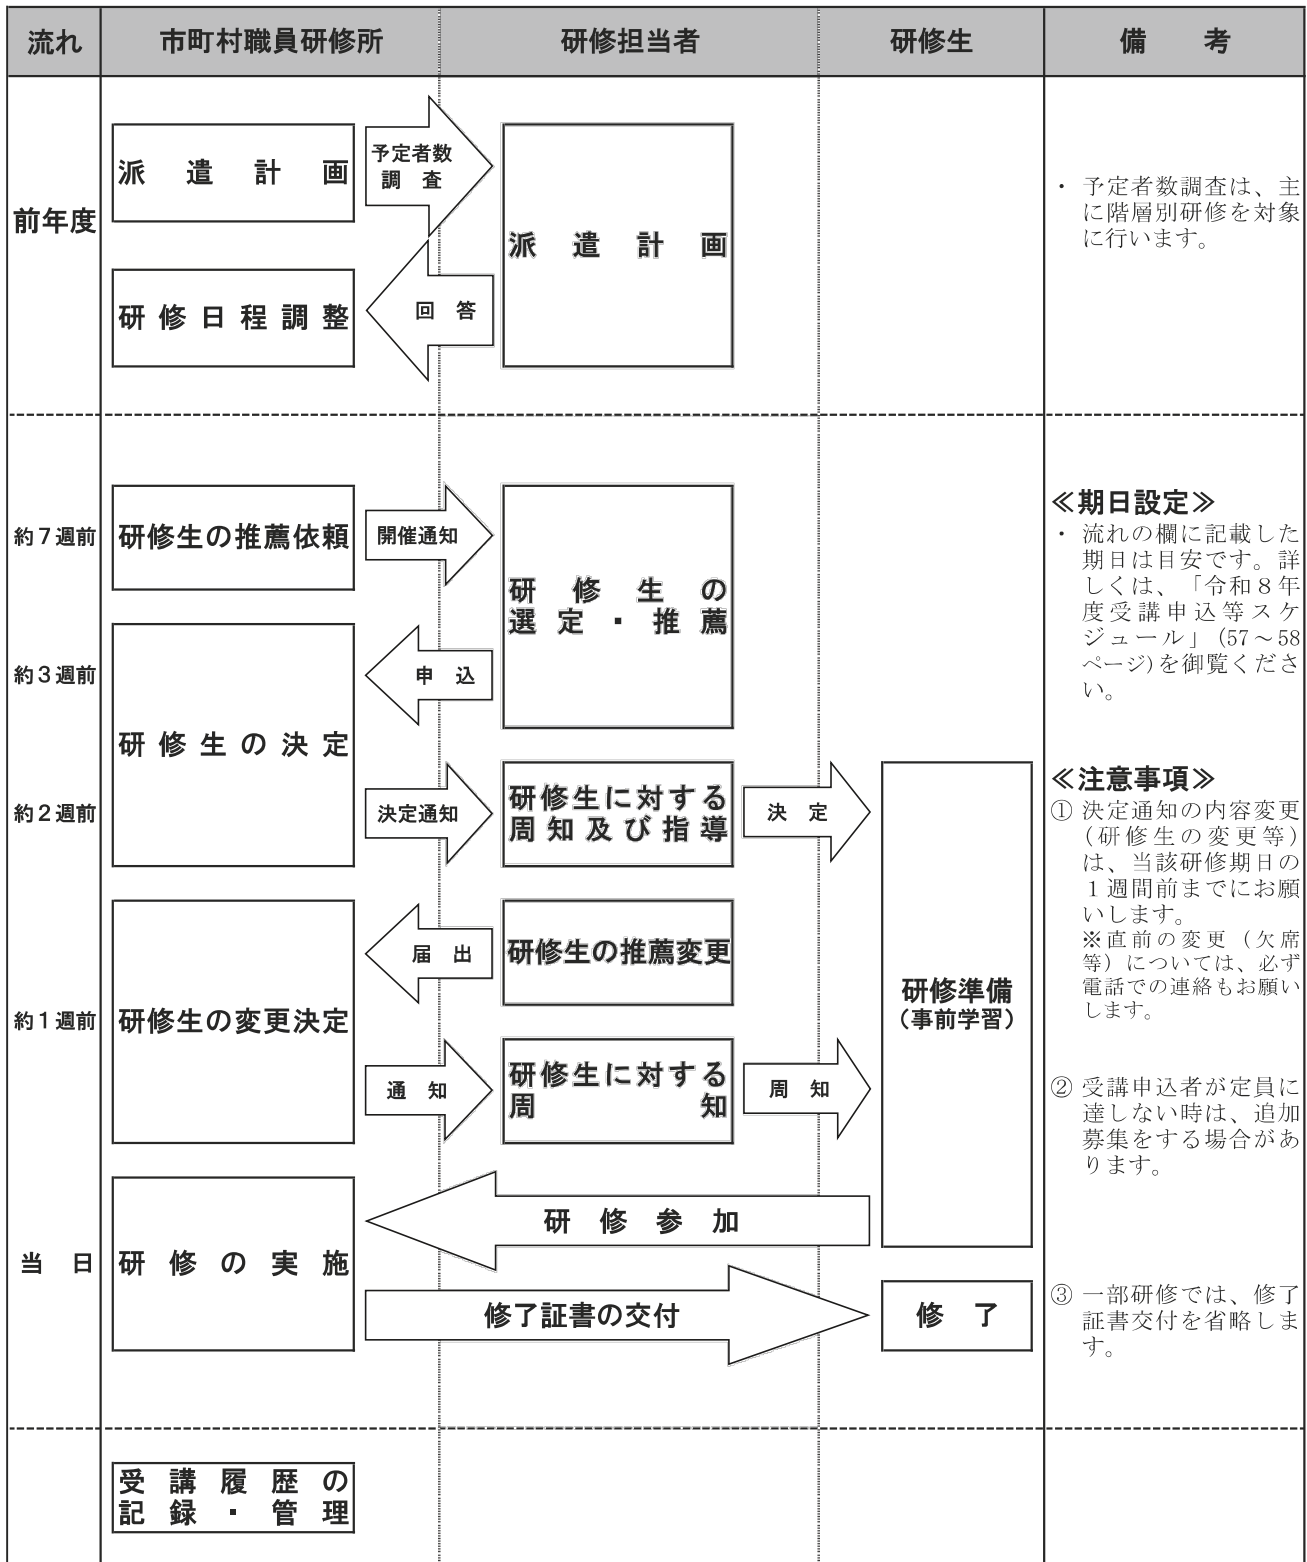 流れ
市町村職員研修所
研修担当者
研修生
備　考
前年度
派遣計画
予定者数
調査
派遣計画
研修日程調整
回答
・ 予定者数調査は、主
に階層別研修を対象
に行います。
約７週前
研修生の推薦依頼
開催通知
研修生の
選定・推薦
約３週前
申込
研修生の決定
約２週前
決定通知
研修生に対する
周知及び指導
決定
届出
研修生の推薦変更
約１週前
研修生の変更決定
通知
研修生に対する
周知
周知
研修準備
（事前学習）
当日
研修の実施
研修参加
修了証書の交付
修了
≪期日設定≫
・ 流れの欄に記載した
期日は目安です。詳
しくは、「令和８年
度受講申込等スケ
ジュール」（57～58
ページ）を御覧くださ
い。
≪注意事項≫
① 決定通知の内容変更
（研修生の変更等）
は、当該研修期日の
１週間前までにお願
いします。
※直前の変更（欠席
等）については、必ず
電話での連絡もお願い
します。
② 受講申込者が定員に
達しない時は、追加
募集をする場合があ
ります。
③ 一部研修では、修了
証書交付を省略しま
す。
受講履歴の
記録・管理